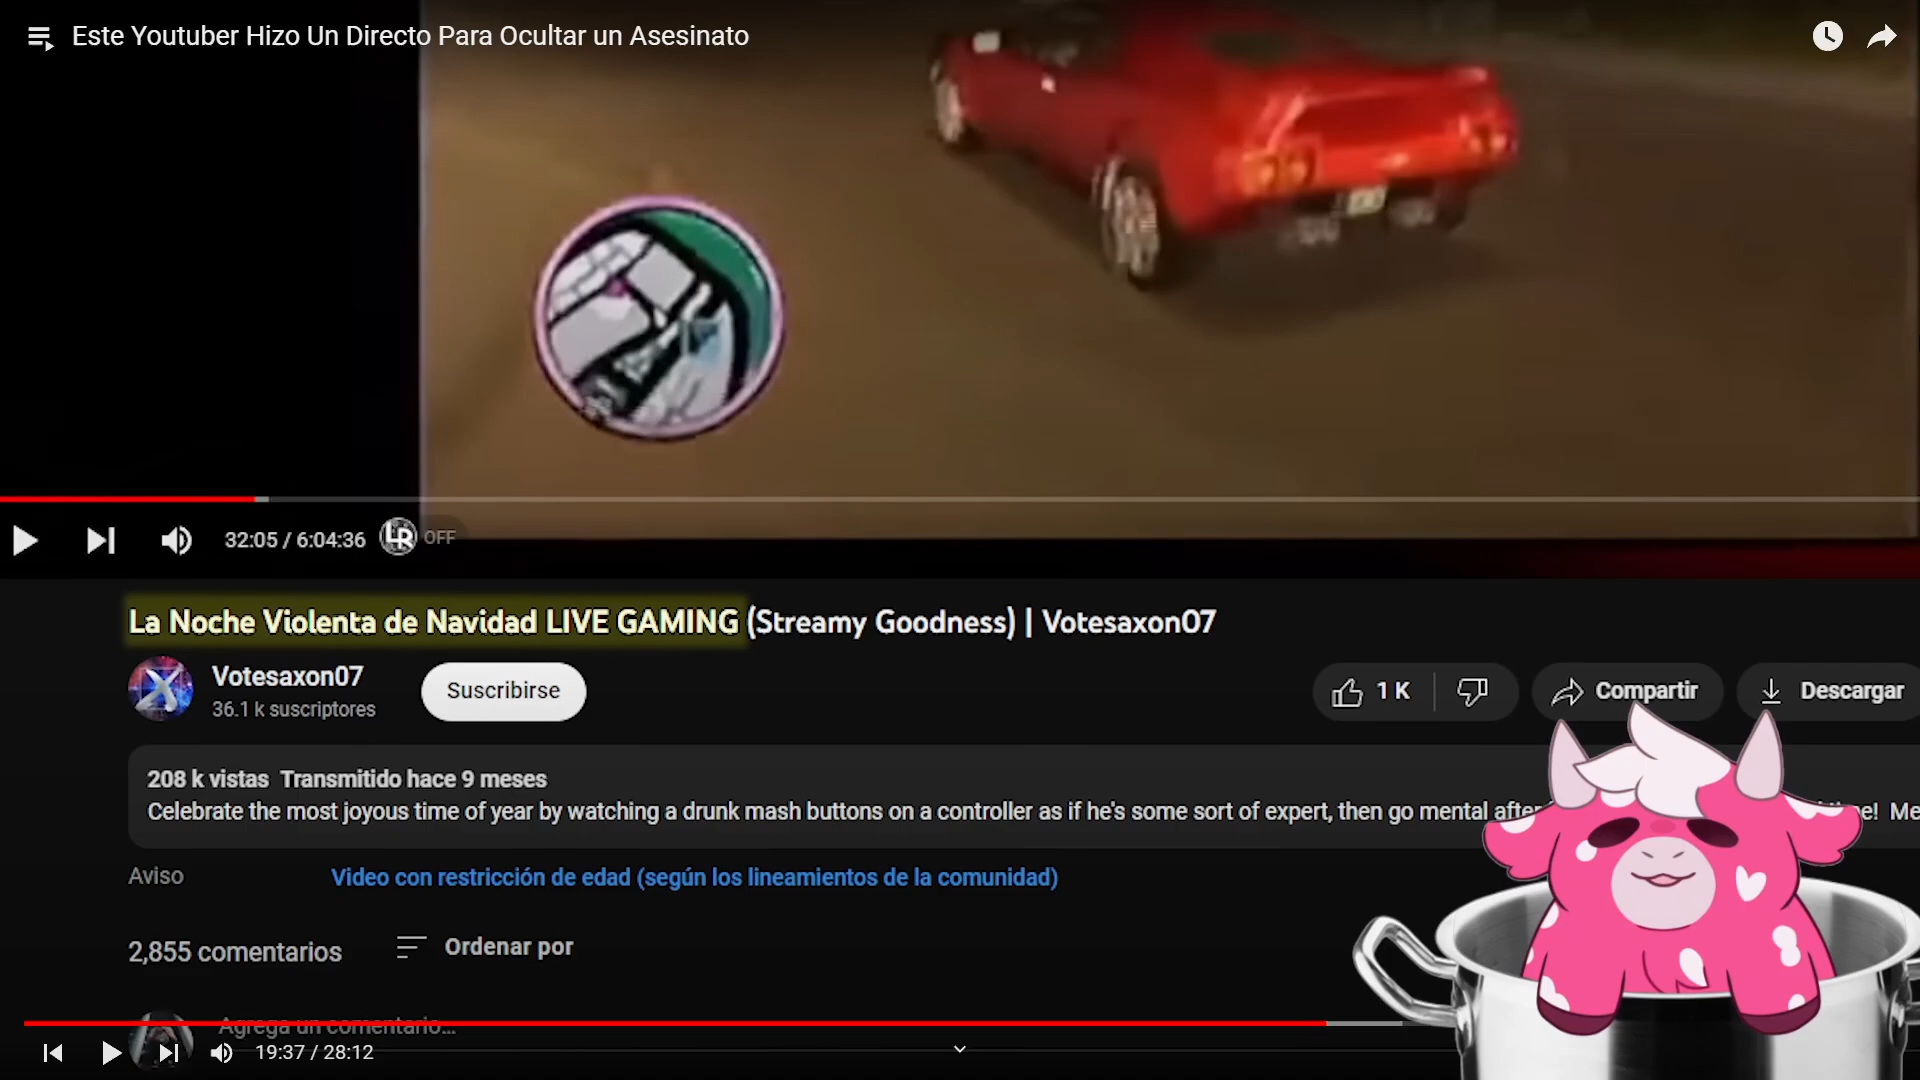 Este Youtuber Hizo Un Directo Para Ocultar un Asesinato
32:05 / 6:04:36
LR OFF
La Noche Violenta de Navidad LIVE GAMING (Streamy Goodness) | Votesaxon07
Votesaxon07
36.1 k suscriptores
Suscribirse
1 K
Compartir
Descargar
208 k vistas Transmitido hace 9 meses
Celebrate the most joyous time of year by watching a drunk mash buttons on a controller as if he's some sort of expert, then go mental after
Aviso
Video con restricción de edad (según los lineamientos de la comunidad)
2,855 comentarios
Ordenar por
Agrega un comentario...
19:37 / 28:12